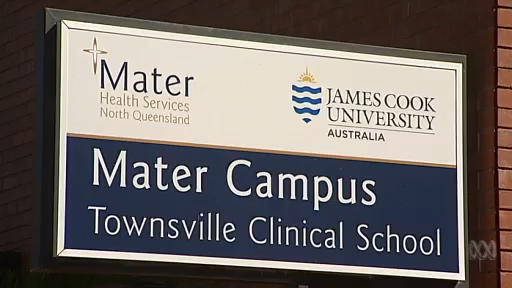 Mater
Health Services
North Queensland
JAMES COOK
UNIVERSITY
AUSTRALIA
Mater Campus
Townsville Clinical School